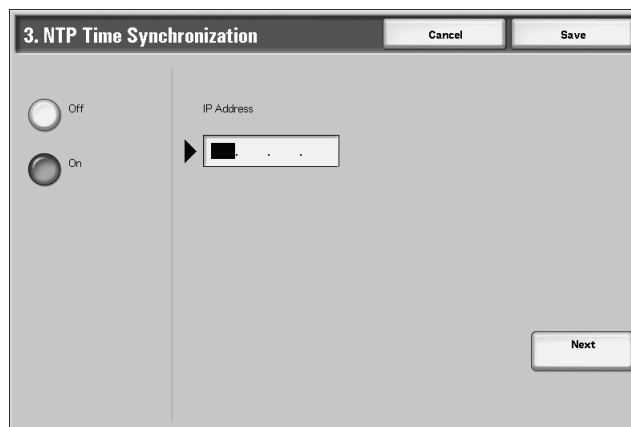 3. NTP Time Synchronization
Cancel
Save
Off
On
IP Address
. . .
Next